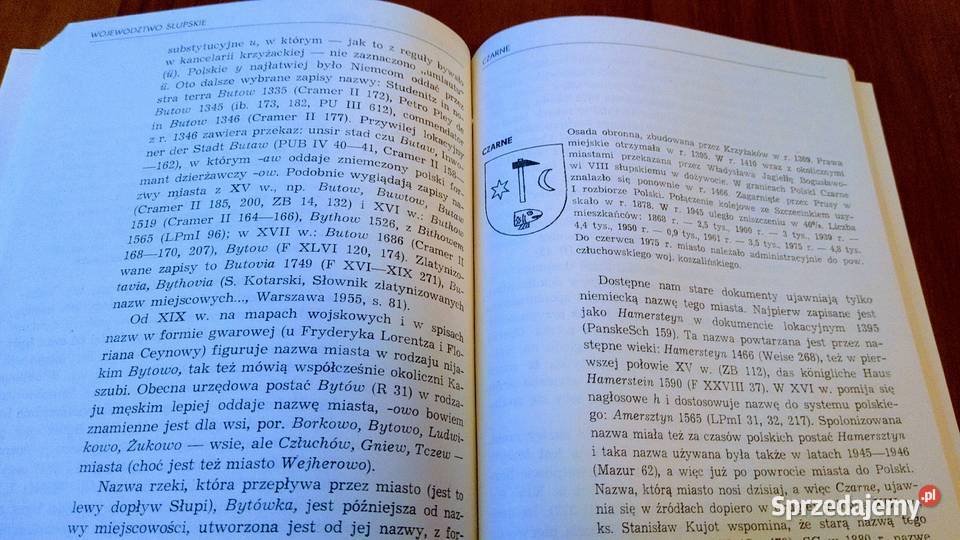 WOJEWÓDZTWO SŁUPSKIE
substytucyjne u, w którym — jak to z reguły bywało
w kancelarii krzyżackiej — nie zaznaczono „umlautu"
(ü). Polskie y najłatwiej było Niemcom oddać przez
ü. Oto dalsze wybrane zapisy nazwy: Studenitz in no-
stra terra Butow 1335 (Cramer II 172), Petro Pley de
Butow 1345 (ib. 173, 182, PU III 612), commendator
in Butow 1346 (Cramer II 177). Przywilej lokacyjny
z r. 1346 zawiera przekaz: unsir stad czu Butaw, Inwo-
ner der Stadt Butaw (PUB IV 40—41, Cramer II 158—
—162), w którym -aw oddaje zniemczony polski for-
mant dzierżawczy -ow. Podobnie wyglądają zapisy na-
zwy miasta z XV w., np. Butow, Buwtow, Butaw
(Cramer II 185, 200, ZB 14, 132) i XVI w.: Buthow
1519 (Cramer II 164—166), Bythow 1526, z Bithowem
1565 (LPmI 96); w XVII w.: Butow 1686 (Cramer II
168—170, 207), Bytow (F XLVI 120, 174). Zlatynizo-
wane zapisy to Butovia 1749 (F XVI—XIX 271), Bu-
tavia, Bythovia (S. Kotarski, Słownik zlatynizowanych
nazw miejscowych..., Warszawa 1955, s. 81).
Od XIX w. na mapach wojskowych i w spisach
nazw w formie gwarowej (u Fryderyka Lorentza i Flo-
riana Ceynowy) figuruje nazwa miasta w rodzaju nija-
kim Bytowo, tak też mówią współcześnie okoliczni Ka-
szubi. Obecna urzędowa postać Bytów (R 31) w rodza-
ju męskim lepiej oddaje nazwę miasta, -owo bowiem
znamienne jest dla wsi, por. Borkowo, Bytowo, Ludwi-
kowo, Żukowo — wsie, ale Człuchów, Gniew, Tczew —
miasta (choć jest też miasto Wejherowo).
Nazwa rzeki, która przepływa przez miasto (jest to
lewy dopływ Słupi), Bytówka, jest późniejsza od naz-
wy miejscowości, utworzona jest od jej nazwy, z for-
CZARNE
CZARNE
Osada obronna, zbudowana przez Krzyżaków w r. 1369. Prawa
miejskie otrzymała w r. 1395. W r. 1410 wraz z okolicznymi
miastami przekazana przez Władysława Jagiełłę Bogusławo-
wi VIII słupskiemu w dożywocie. W granicach Polski Czarne
znalazło się ponownie w r. 1466. Zagarnięte przez Prusy w
I rozbiorze Polski. Połączenie kolejowe ze Szczecinkiem uzy-
skało w r. 1878. W r. 1945 uległo zniszczeniu w 40%. Liczba
mieszkańców: 1868 r. — 2,5 tys., 1900 r. — 3 tys., 1939 r. —
4,4 tys., 1950 r. — 0,9 tys., 1961 r. — 3,5 tys., 1975 r. — 4,8 tys.
Do czerwca 1975 r. miasto należało administracyjnie do pow.
człuchowskiego woj. koszalińskiego.
Dostępne nam stare dokumenty ujawniają tylko
niemiecką nazwę tego miasta. Najpierw zapisane jest
jako Hamersteyn w dokumencie lokacyjnym 1395
(PanskeSch 159). Ta nazwa powtarzana jest przez na-
stępne wieki: Hamersteyn 1466 (Weise 268), też w pier-
wszej połowie XV w. (ZB 112), das königliche Haus
Hamerstein 1590 (F XXVIII 37). W XVI w. pomija się
nagłosowe h i dostosowuje nazwę do systemu polskie-
go: Amersztyn 1565 (LPmI 31, 32, 217). Spolonizowana
nazwa miała też za czasów polskich postać Hamersztyn
i taka nazwa używana była także w latach 1945—1946
(Mazur 62), a więc już po powrocie miasta do Polski.
Nazwa, którą miasto nosi dzisiaj, a więc Czarne, ujaw-
nia się w źródłach dopiero w
ks. Stanisław Kujot wspomina, że starą nazwą tego
Sprzedajemy.pl